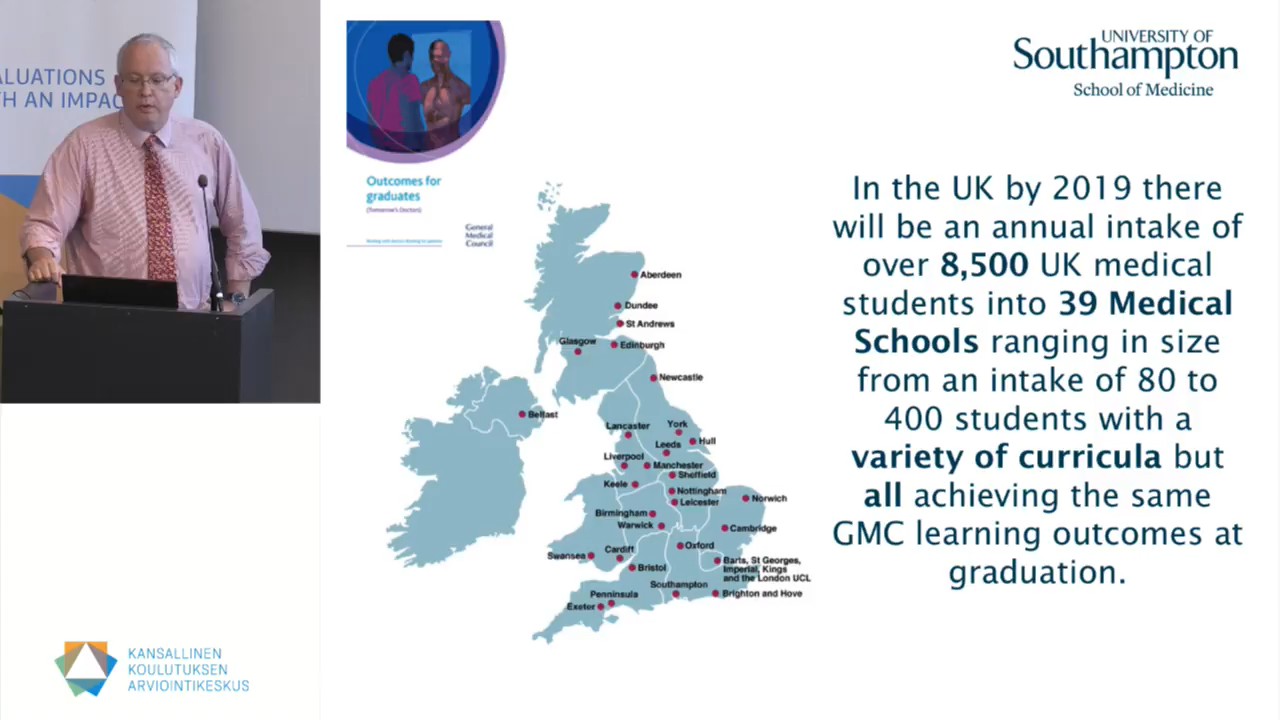 ALUATIONS
TH AN IMPAC
Outcomes for
graduates
(Tomorrow's Doctors)
General
Medical
Council
UNIVERSITY OF
Southampton
School of Medicine
In the UK by 2019 there
will be an annual intake of
over 8,500 UK medical
students into 39 Medical
Schools ranging in size
from an intake of 80 to
400 students with a
variety of curricula but
all achieving the same
GMC learning outcomes at
graduation.
Aberdeen
Dundee
St Andrews
Glasgow
Edinburgh
Newcastle
Belfast
Lancaster
York
Hull
Leeds
Liverpool
Manchester
Sheffield
Keele
Nottingham
Leicester
Norwich
Birmingham
Warwick
Cambridge
Oxford
Swansea
Cardiff
Bristol
Barts, St Georges,
Imperial, Kings
and the London UCL
Southampton
Brighton and Hove
Penninsula
Exeter
KANSALLINEN
KOULUTUKSEN
ARVIOINTIKESKUS